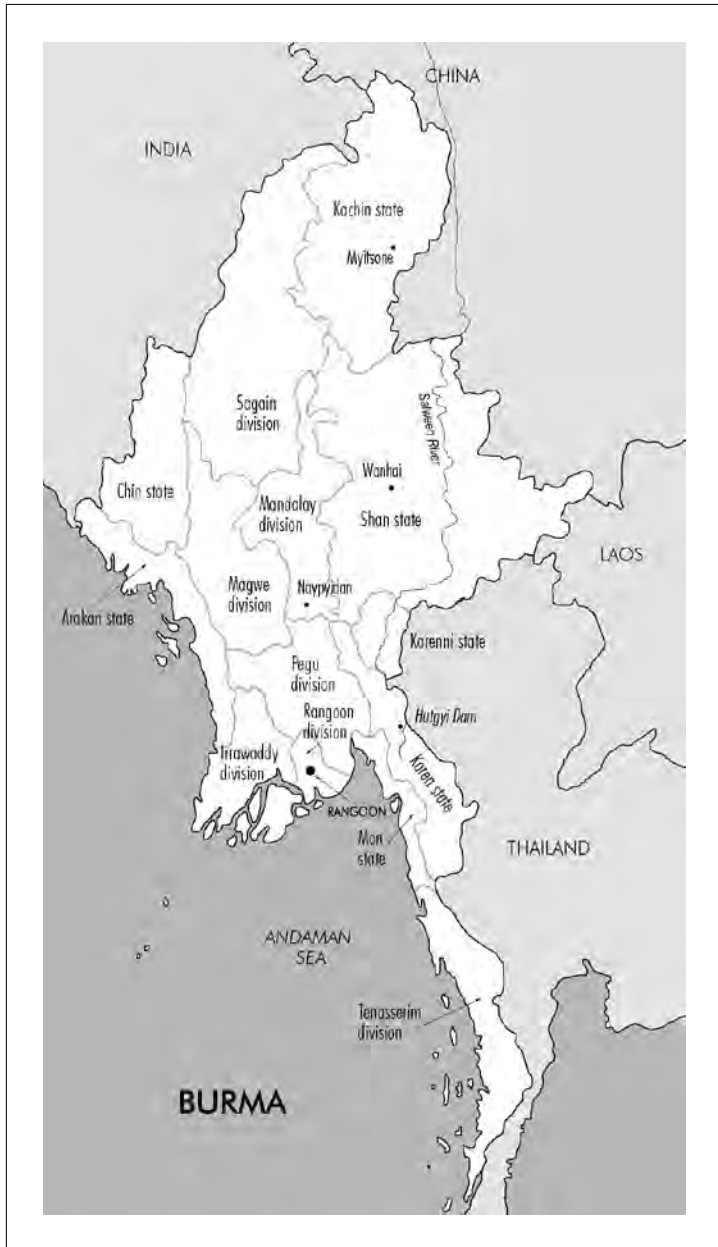 CHINA
INDIA
Kachin state
Myitsone
Sagain
division
Salween River
Wanhai
Chin state
Mandalay
division
Shan state
LAOS
Magwe
division
Naypyidan
Arakan state
Karenni state
Pegu
division
Hutgyi Dam
Rangoon
division
Irrawaddy
division
Karen state
RANGOON
Mon
state
THAILAND
ANDAMAN
SEA
Tenasserim
division
BURMA